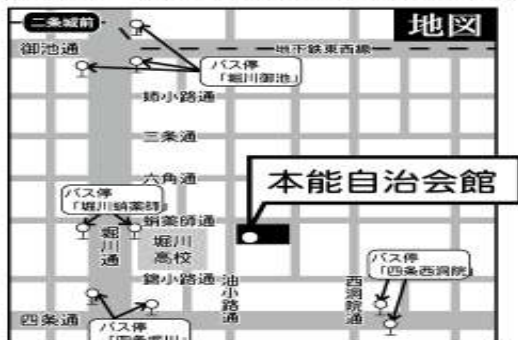 二条城前
地図
御池通
地下鉄東西線
バス停
「堀川御池」
姉小路通
三条通
六角通
本能自治会館
バス停
「堀川蛸薬師」
蛸薬師通
堀川通
堀川
高校
バス停
「四条西洞院」
錦小路通
油小路通
西洞院通
四条通
バス停
「四条堀川」